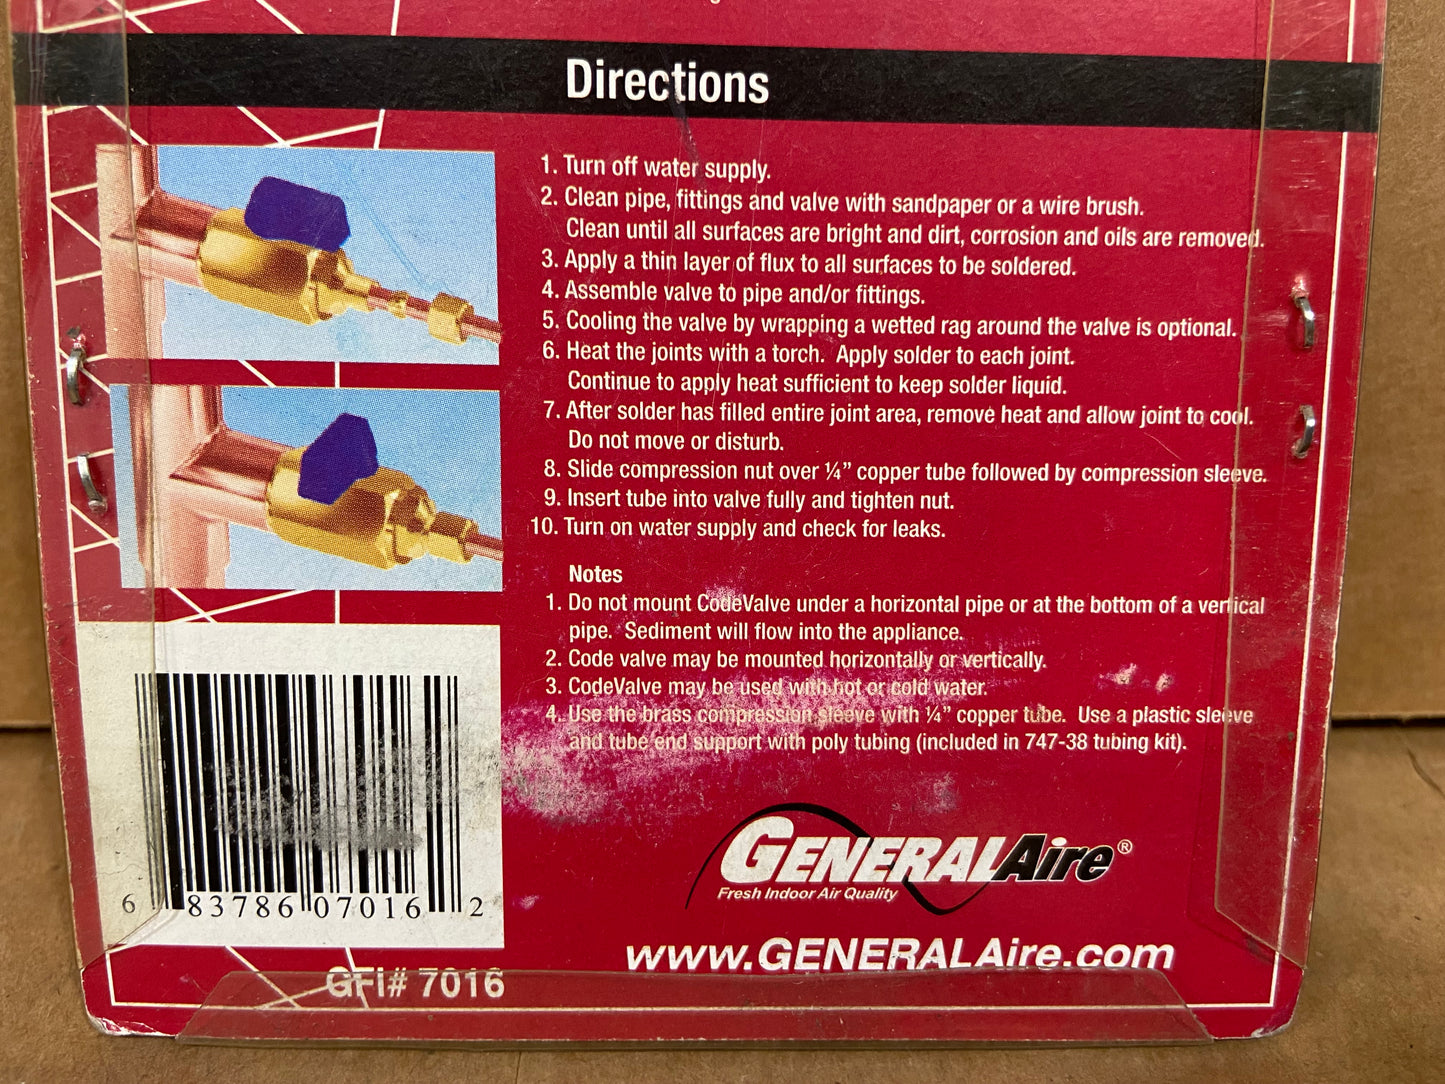 Directions
1. Turn off water supply.
2. Clean pipe, fittings and valve with sandpaper or a wire brush.
Clean until all surfaces are bright and dirt, corrosion and oils are removed.
3. Apply a thin layer of flux to all surfaces to be soldered.
4. Assemble valve to pipe and/or fittings.
5. Cooling the valve by wrapping a wetted rag around the valve is optional.
6. Heat the joints with a torch. Apply solder to each joint.
Continue to apply heat sufficient to keep solder liquid.
7. After solder has filled entire joint area, remove heat and allow joint to cool.
Do not move or disturb.
8. Slide compression nut over ¼” copper tube followed by compression sleeve.
9. Insert tube into valve fully and tighten nut.
10. Turn on water supply and check for leaks.
Notes
1. Do not mount CodeValve under a horizontal pipe or at the bottom of a vertical
pipe. Sediment will flow into the appliance.
2. Code valve may be mounted horizontally or vertically.
3. CodeValve may be used with hot or cold water.
4. Use the brass compression sleeve with ¼” copper tube. Use a plastic sleeve
and tube end support with poly tubing (included in 747-38 tubing kit).
6 83786 07016 2
GENERALAire®
Fresh Indoor Air Quality
www.GENERALAire.com
GFI# 7016